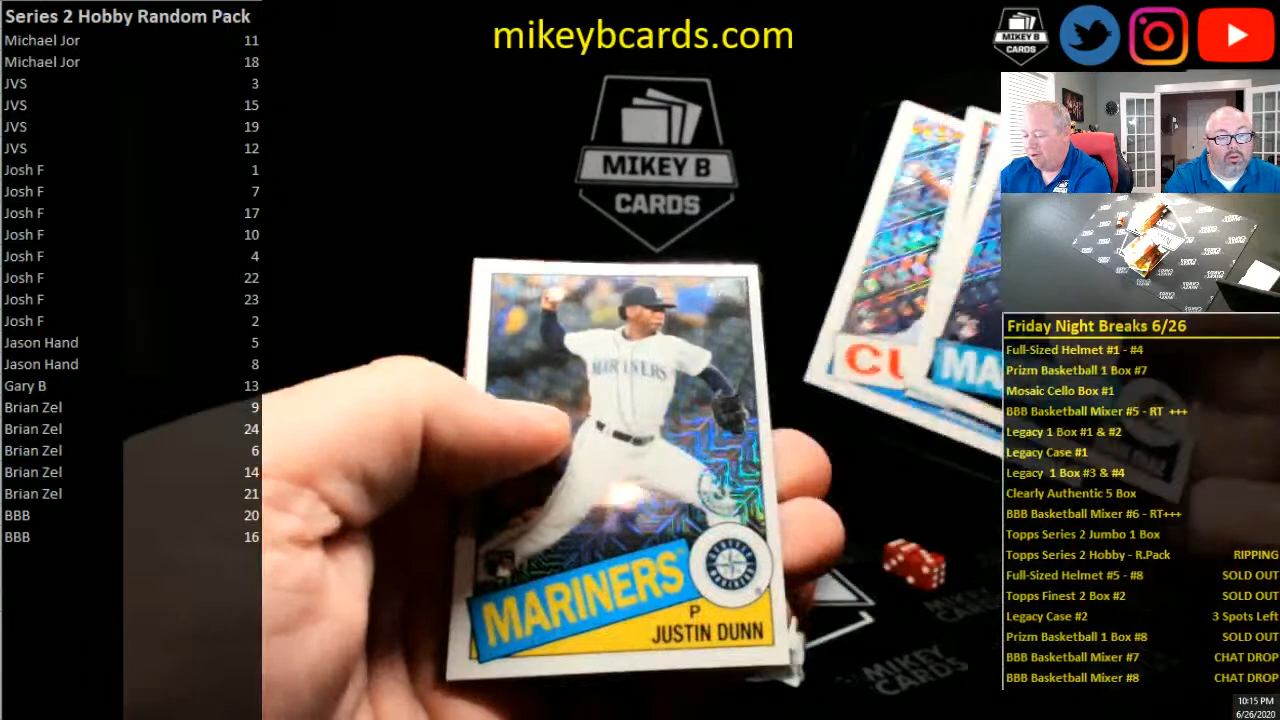 Series 2 Hobby Random Pack
Michael Jor 11
Michael Jor 18
JVS 3
JVS 15
JVS 19
JVS 12
Josh F 1
Josh F 7
Josh F 17
Josh F 10
Josh F 4
Josh F 22
Josh F 23
Josh F 2
Jason Hand 5
Jason Hand 8
Gary B 13
Brian Zel 9
Brian Zel 24
Brian Zel 6
Brian Zel 14
Brian Zel 21
BBB 20
BBB 16
mikeybcards.com
MIKEY B
CARDS
MIKEY B
CARDS
CU
MA
MARINERS
MARINERS
P
JUSTIN DUNN
MIKEY B
CARDS
Friday Night Breaks 6/26
Full-Sized Helmet #1 - #4
Prizm Basketball 1 Box #7
Mosaic Cello Box #1
BBB Basketball Mixer #5 - RT +++
Legacy 1 Box #1 & #2
Legacy Case #1
Legacy 1 Box #3 & #4
Clearly Authentic 5 Box
BBB Basketball Mixer #6 - RT+++
Topps Series 2 Jumbo 1 Box
Topps Series 2 Hobby - R.Pack RIPPING
Full-Sized Helmet #5 - #8 SOLD OUT
Topps Finest 2 Box #2 SOLD OUT
Legacy Case #2 3 Spots Left
Prizm Basketball 1 Box #8 SOLD OUT
BBB Basketball Mixer #7 CHAT DROP
BBB Basketball Mixer #8 CHAT DROP
10:15 PM
6/26/2020